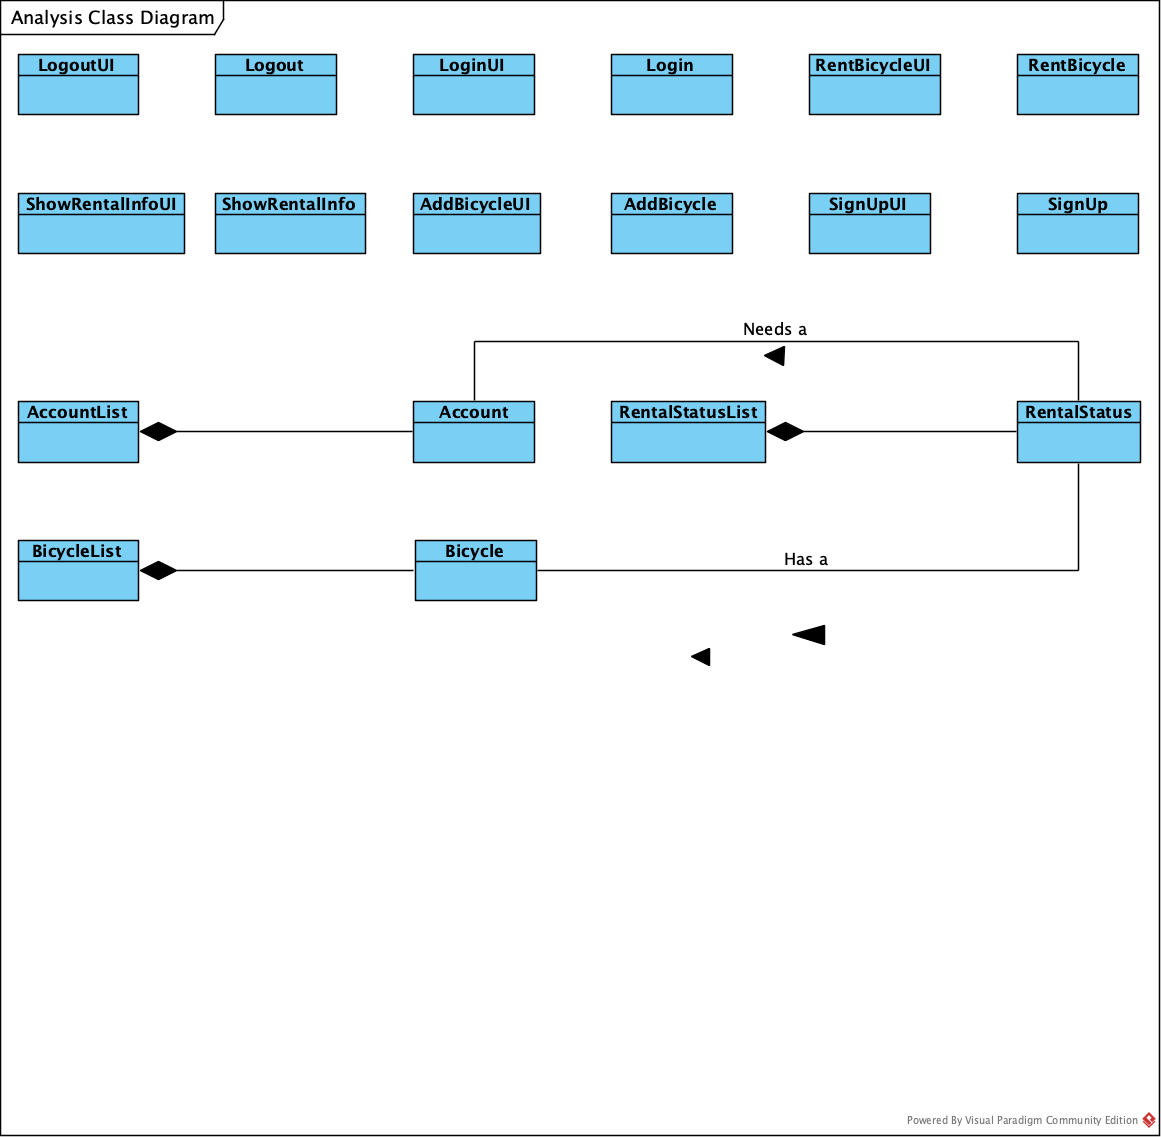 Analysis Class Diagram
LogoutUI
Logout
LoginUI
Login
RentBicycleUI
RentBicycle
ShowRentalInfoUI
ShowRentalInfo
AddBicycleUI
AddBicycle
SignUpUI
SignUp
Needs a
AccountList
Account
RentalStatusList
RentalStatus
BicycleList
Bicycle
Has a
Powered By Visual Paradigm Community Edition